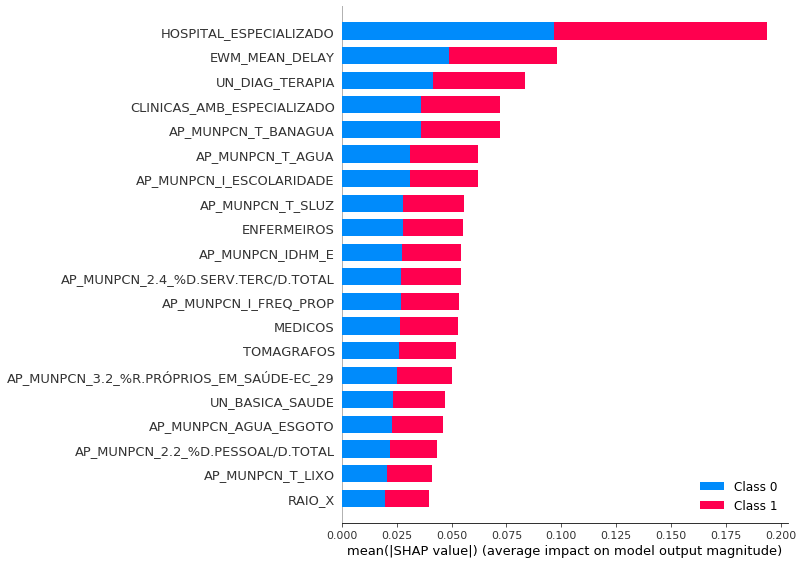 HOSPITAL_ESPECIALIZADO
EWM_MEAN_DELAY
UN_DIAG_TERAPIA
CLINICAS_AMB_ESPECIALIZADO
AP_MUNPCN_T_BANAGUA
AP_MUNPCN_T_AGUA
AP_MUNPCN_I_ESCOLARIDADE
AP_MUNPCN_T_SLUZ
ENFERMEIROS
AP_MUNPCN_IDHM_E
AP_MUNPCN_2.4_%D.SERV.TERC/D.TOTAL
AP_MUNPCN_I_FREQ_PROP
MEDICOS
TOMAGRAFOS
AP_MUNPCN_3.2_%R.PRÓPRIOS_EM_SAÚDE-EC_29
UN_BASICA_SAUDE
AP_MUNPCN_AGUA_ESGOTO
AP_MUNPCN_2.2_%D.PESSOAL/D.TOTAL
AP_MUNPCN_T_LIXO
RAIO_X
Class 0
Class 1
0.000 0.025 0.050 0.075 0.100 0.125 0.150 0.175 0.200
mean(|SHAP value|) (average impact on model output magnitude)